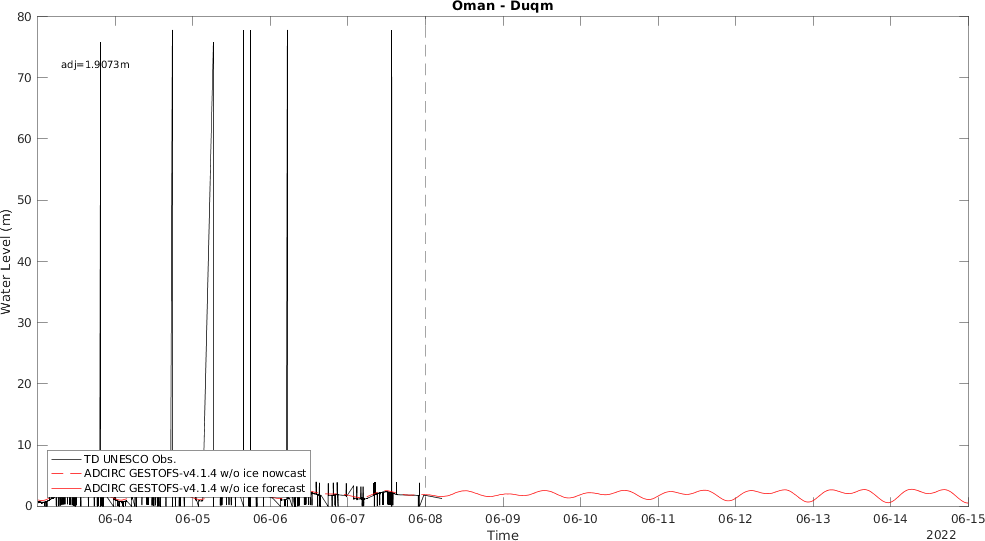 Oman - Duqm
80
adj=1.9073m
70
60
50
40
30
20
10
0
Water Level (m)
TD UNESCO Obs.
ADCIRC GESTOFS-v4.1.4 w/o ice nowcast
ADCIRC GESTOFS-v4.1.4 w/o ice forecast
06-04 06-05 06-06 06-07 06-08 06-09 06-10 06-11 06-12 06-13 06-14 06-15
Time
2022